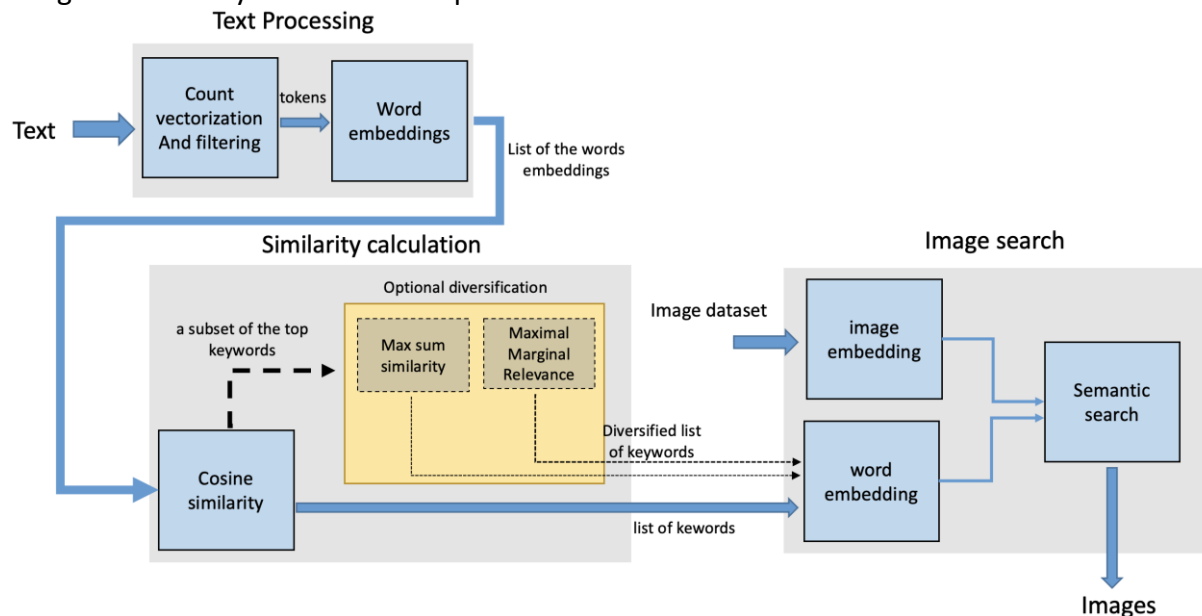 Text Processing
Text
Count
vectorization
And filtering
tokens
Word
embeddings
List of the words
embeddings
Similarity calculation
Optional diversification
a subset of the top
keywords
Max sum
similarity
Maximal
Marginal
Relevance
Cosine
similarity
Diversified list
of keywords
list of kewords
Image search
Image dataset
image
embedding
word
embedding
Semantic
search
Images